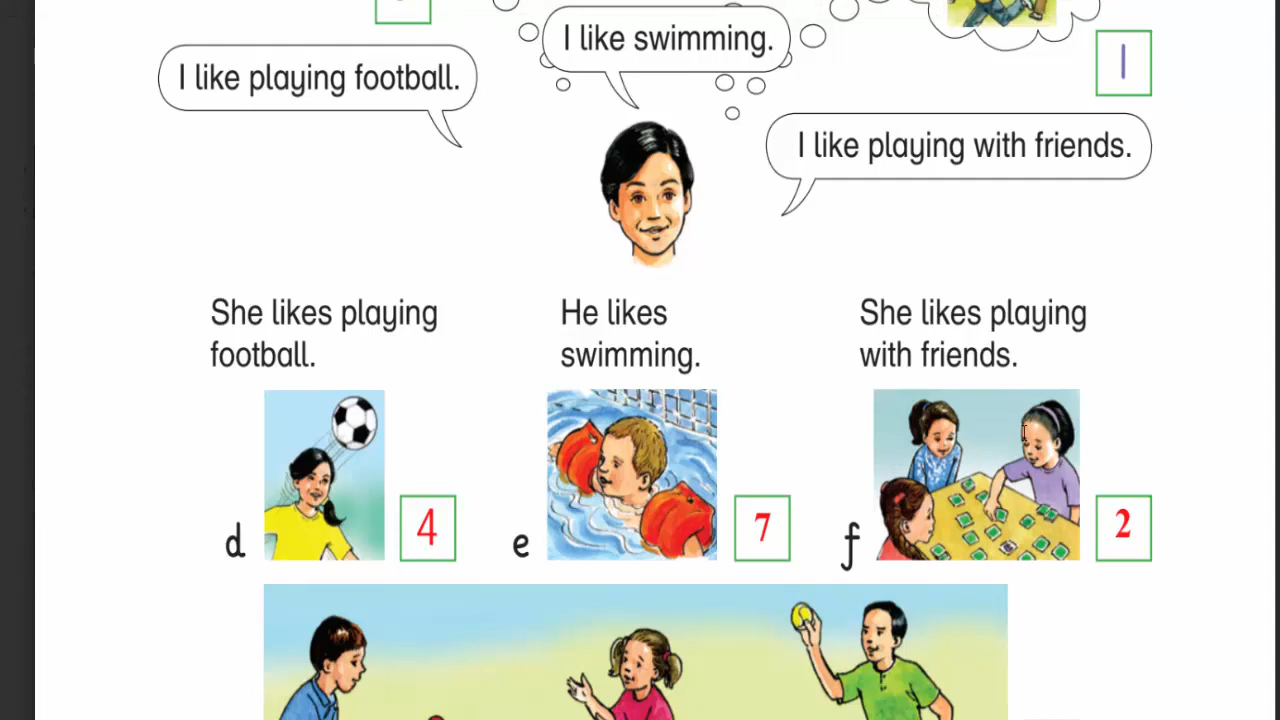 I like swimming.
I like playing football.
1
I like playing with friends.
She likes playing
football.
He likes
swimming.
She likes playing
with friends.
d
4
e
7
f
2